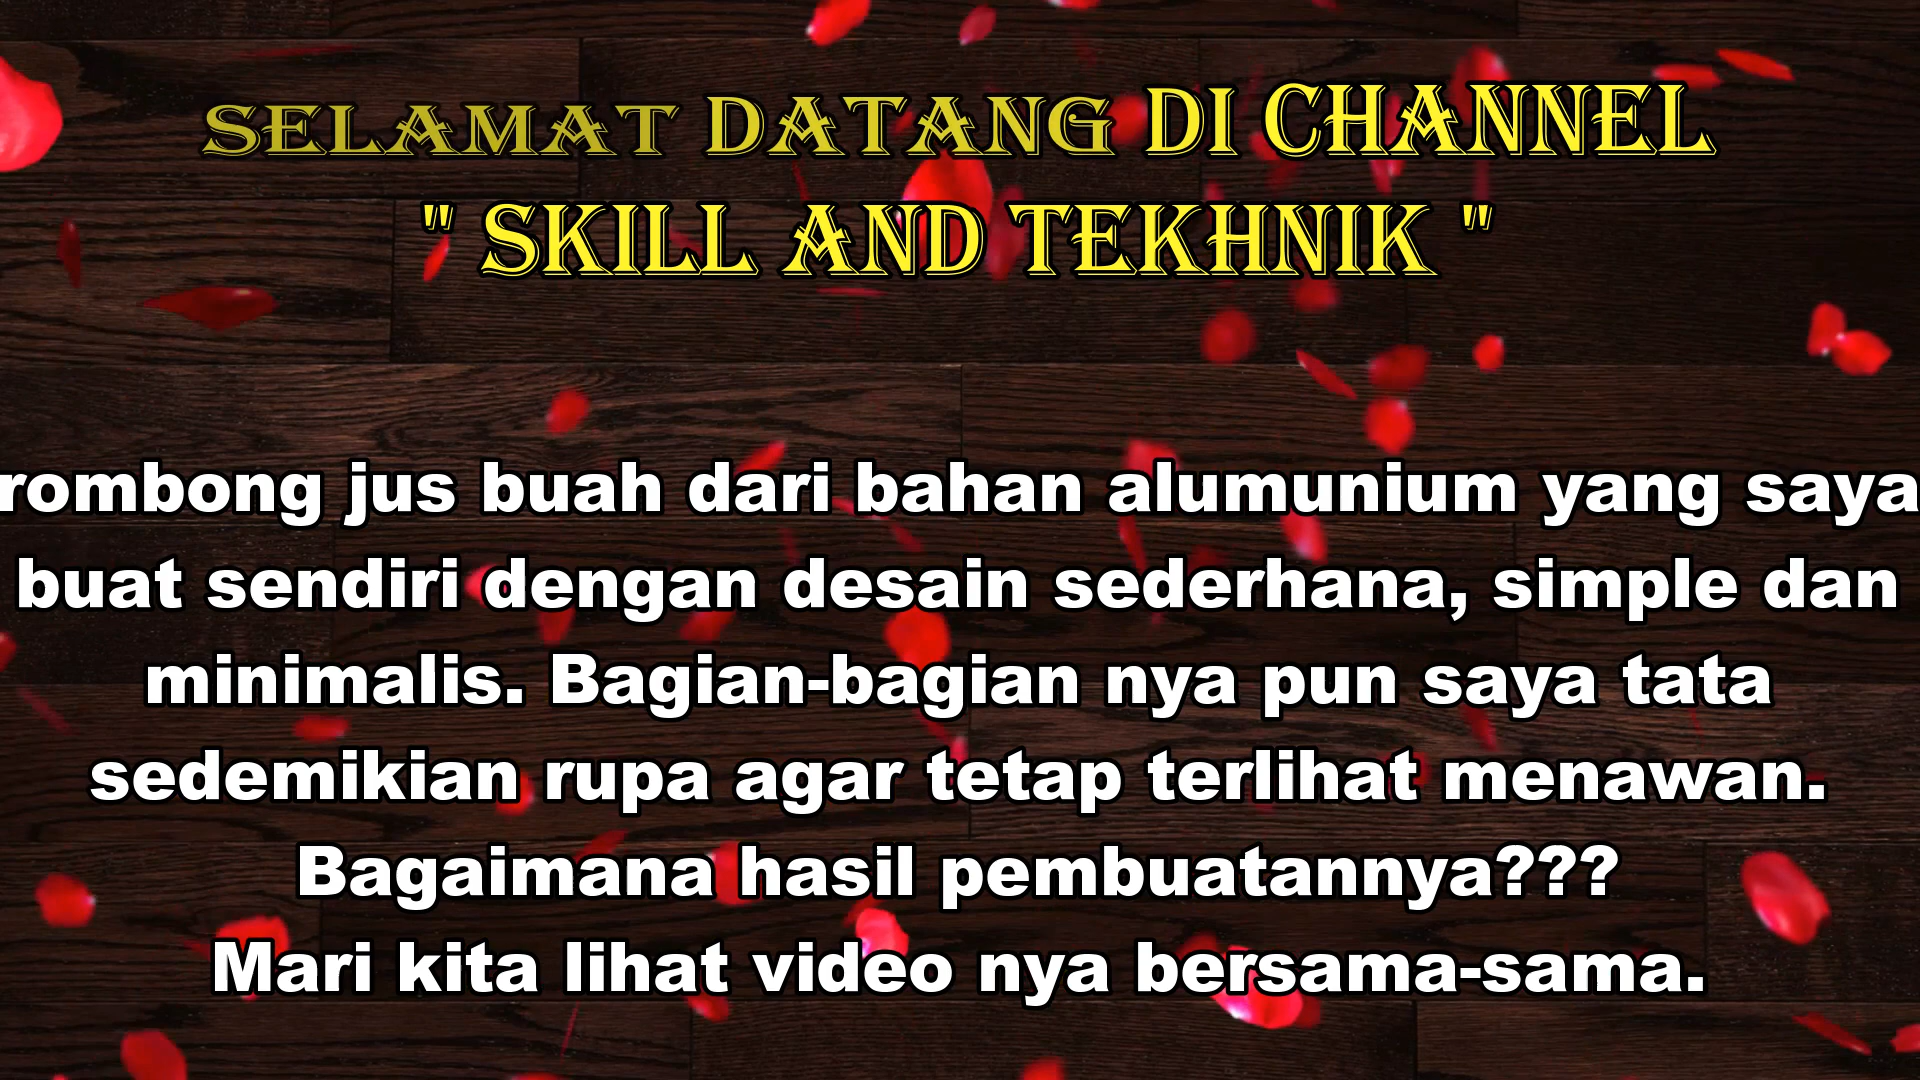 SELAMAT DATANG DI CHANNEL
" SKILL AND TEKHNIK "
rombong jus buah dari bahan alumunium yang saya
buat sendiri dengan desain sederhana, simple dan
minimalis. Bagian-bagian nya pun saya tata
sedemikian rupa agar tetap terlihat menawan.
Bagaimana hasil pembuatannya???
Mari kita lihat video nya bersama-sama.